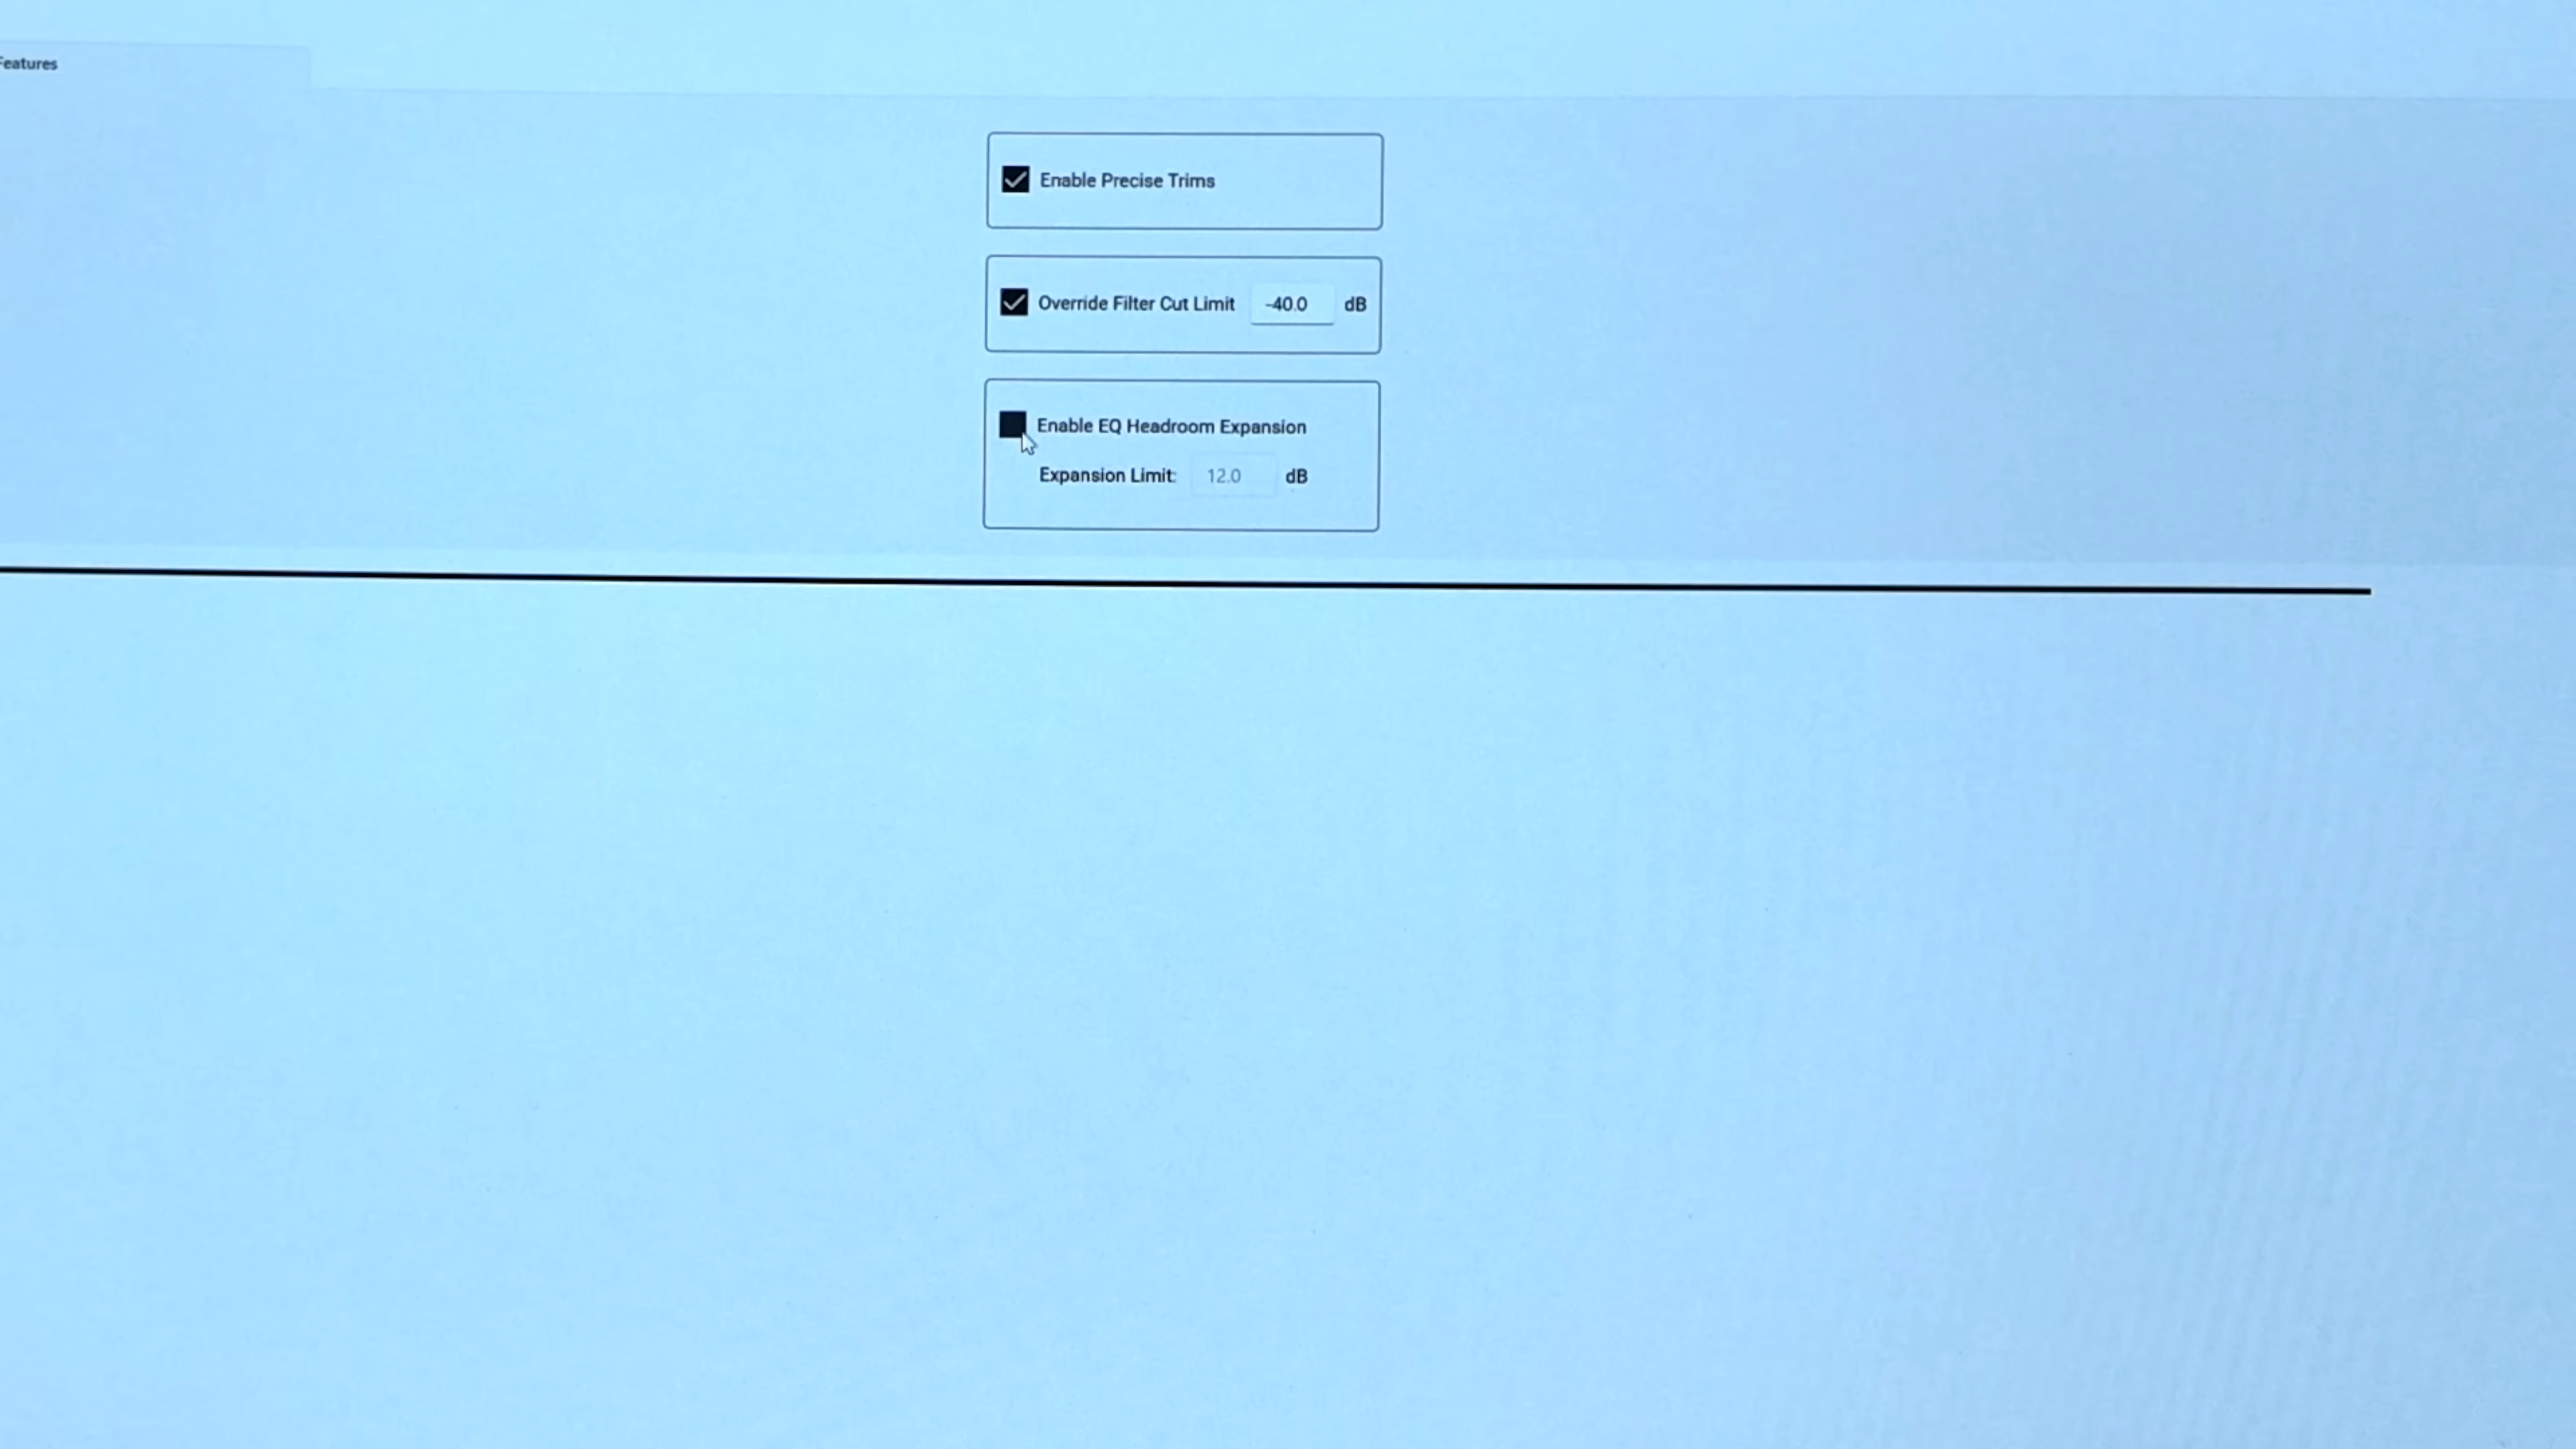 Features
Enable Precise Trims
Override Filter Cut Limit -40.0 dB
Enable EQ Headroom Expansion
Expansion Limit: 12.0 dB